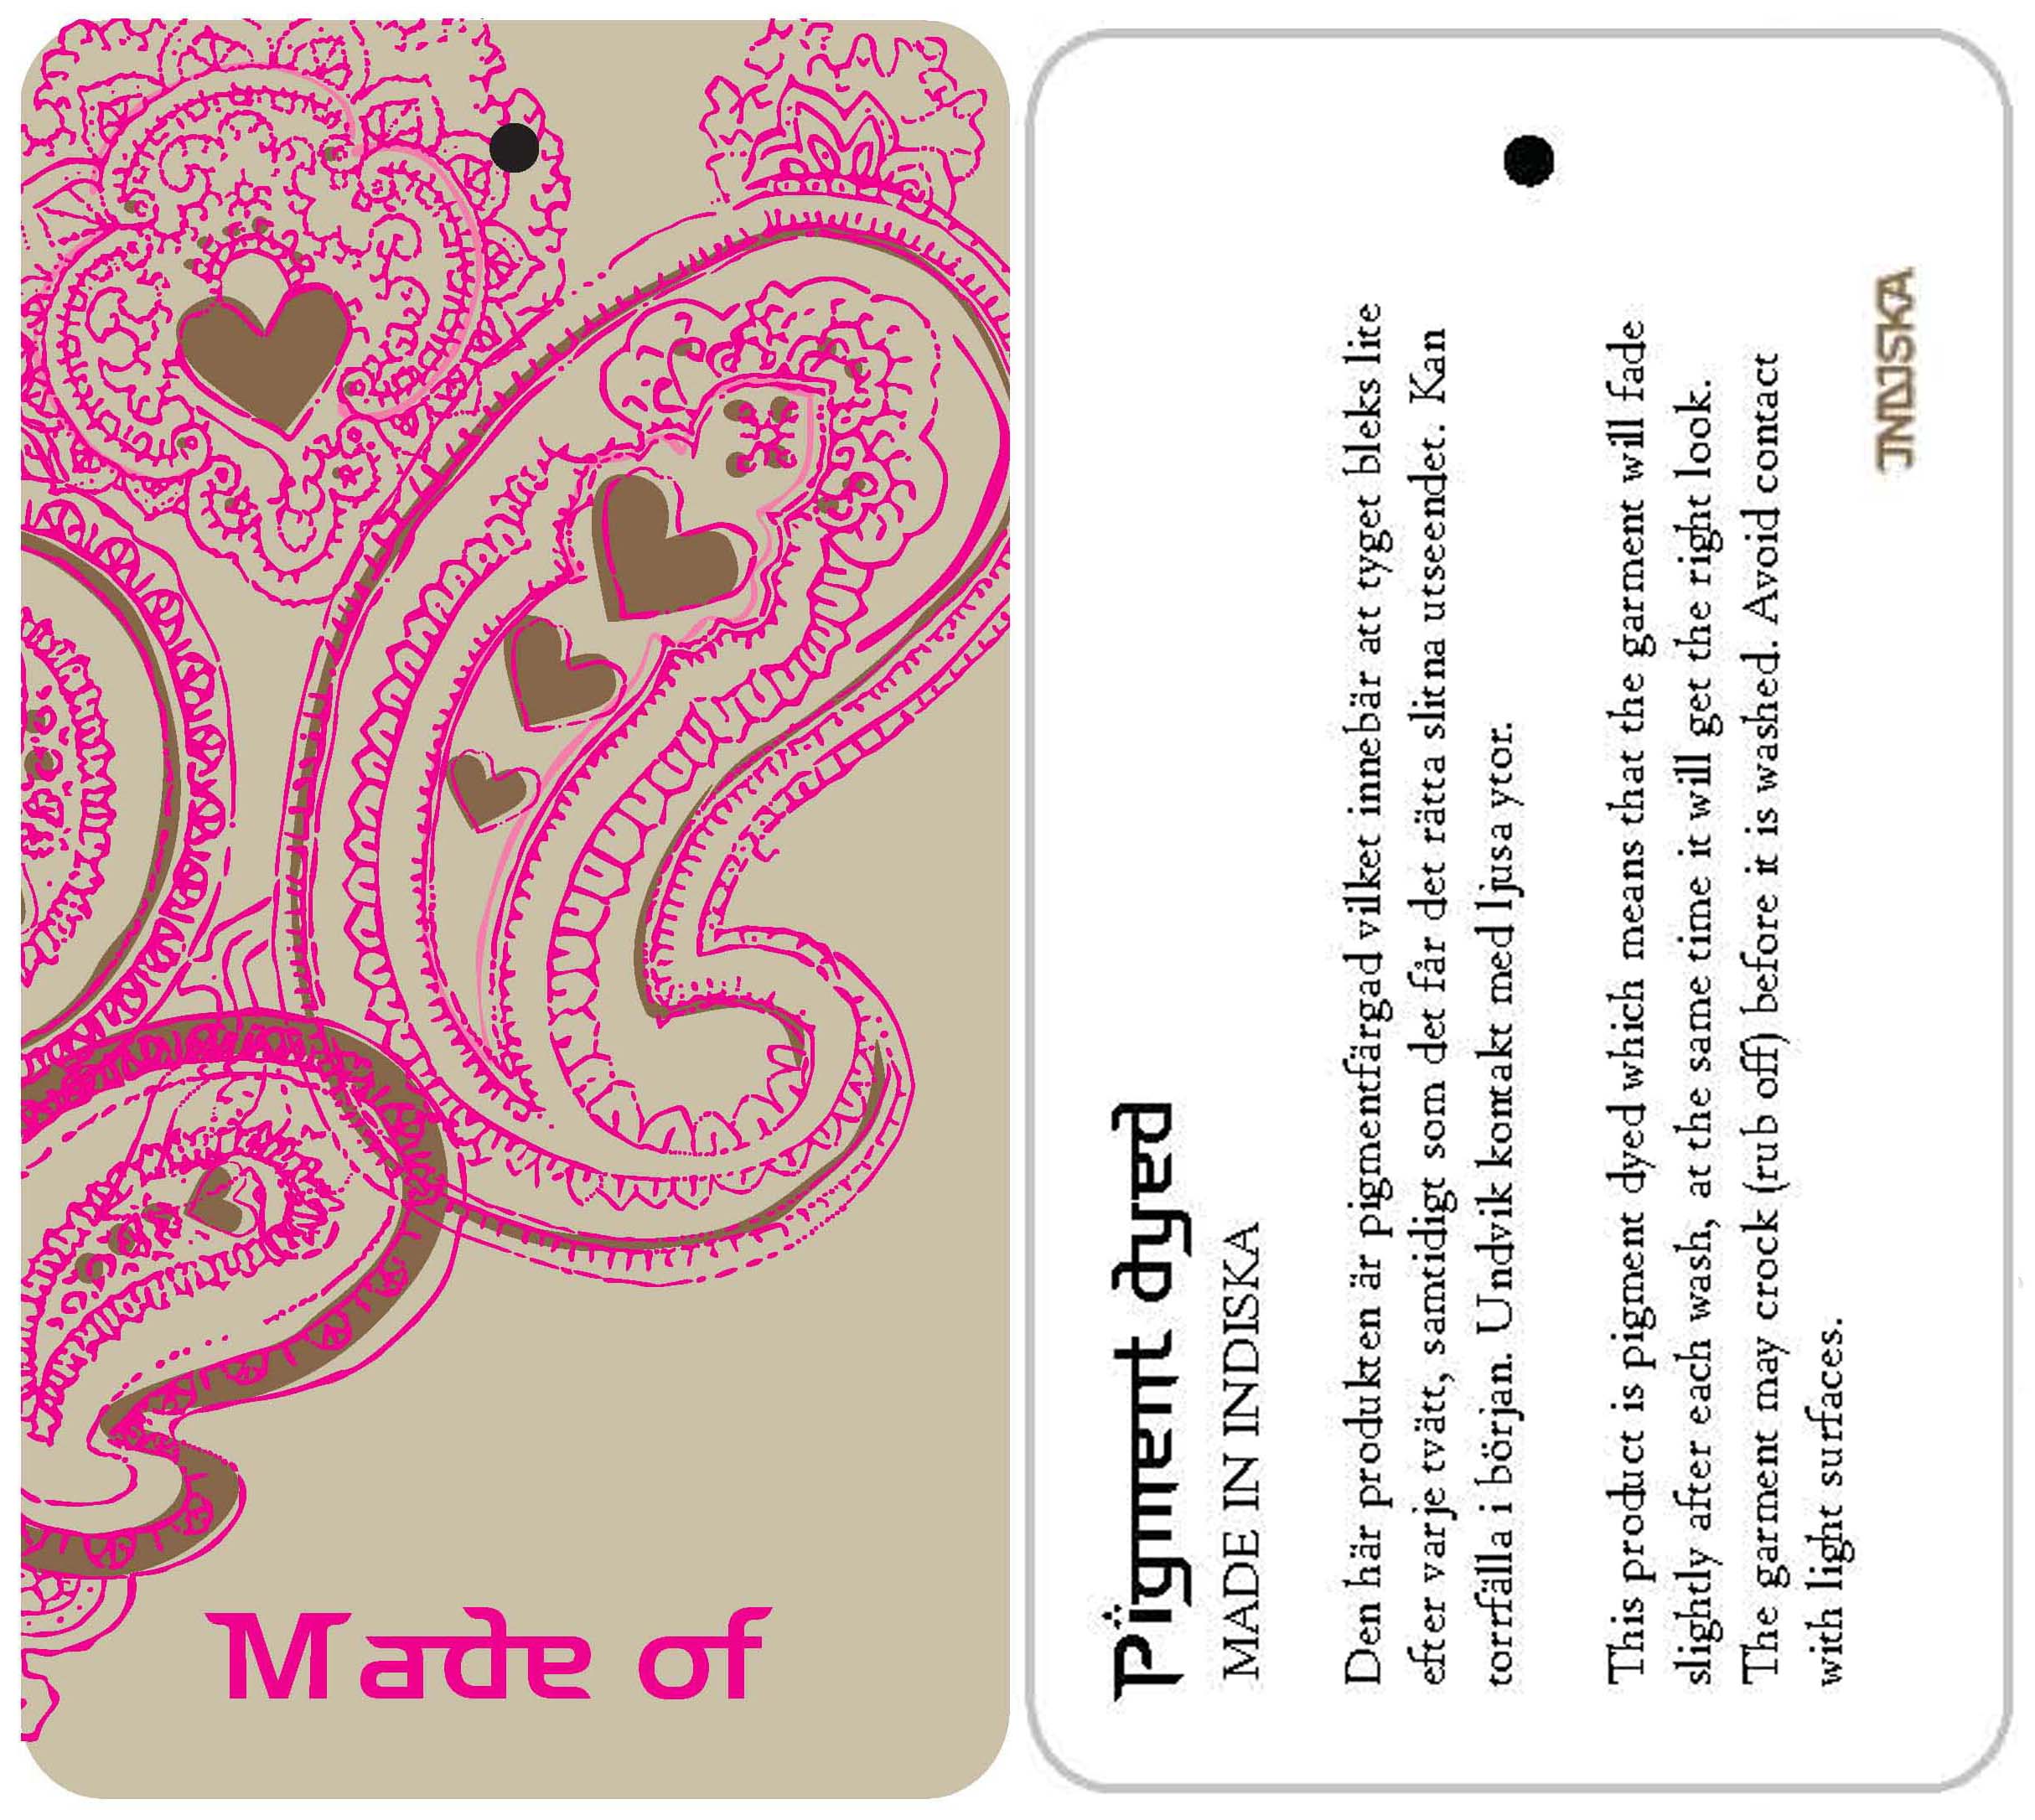 Made of
Pigment dyed
MADE IN INDISKA
Den här produkten är pigmentfärgad vilket innebär att tyget bleks lite
efter varje tvätt, samtidigt som det får det rätta slitna utseendet. Kan
torrfälla i början. Undvik kontakt med ljusa ytor.
This product is pigment dyed which means that the garment will fade
slightly after each wash, at the same time it will get the right look.
The garment may crock (rub off) before it is washed. Avoid contact
with light surfaces.
INDISKA